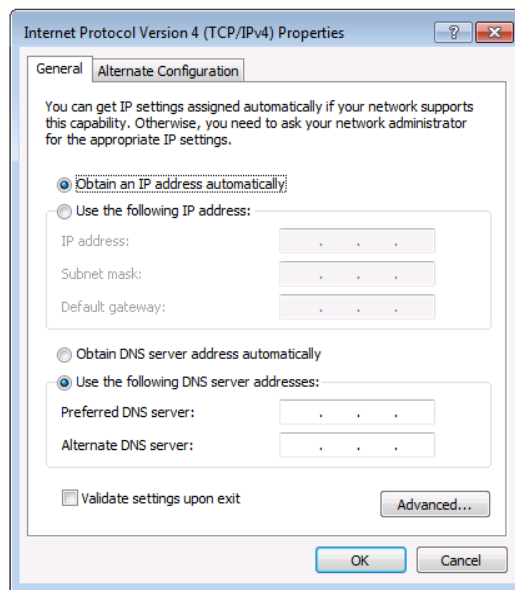 Internet Protocol Version 4 (TCP/IPv4) Properties
General
Alternate Configuration
You can get IP settings assigned automatically if your network supports
this capability. Otherwise, you need to ask your network administrator
for the appropriate IP settings.
Obtain an IP address automatically
Use the following IP address:
IP address:
Subnet mask:
Default gateway:
Obtain DNS server address automatically
Use the following DNS server addresses:
Preferred DNS server:
Alternate DNS server:
Validate settings upon exit
Advanced...
OK
Cancel